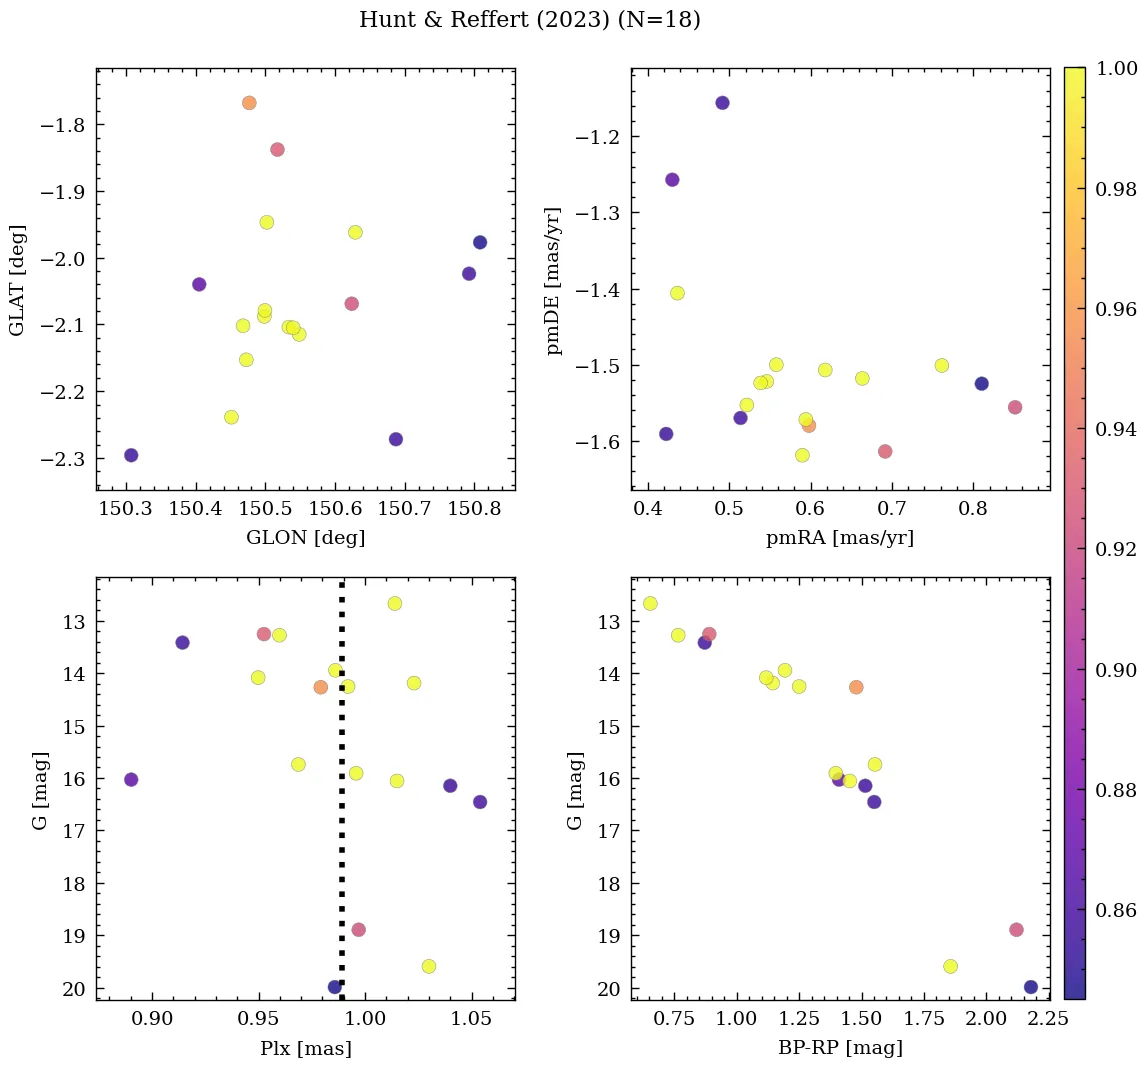 Hunt & Reffert (2023) (N=18)
−1.8
−1.9
−2.0
−2.1
−2.2
−2.3
GLAT [deg]
150.3 150.4 150.5 150.6 150.7 150.8
GLON [deg]
−1.2
−1.3
−1.4
−1.5
−1.6
pmDE [mas/yr]
0.4 0.5 0.6 0.7 0.8
pmRA [mas/yr]
13
14
15
16
17
18
19
20
G [mag]
0.90 0.95 1.00 1.05
Plx [mas]
13
14
15
16
17
18
19
20
G [mag]
0.75 1.00 1.25 1.50 1.75 2.00 2.25
BP-RP [mag]
1.00
0.98
0.96
0.94
0.92
0.90
0.88
0.86